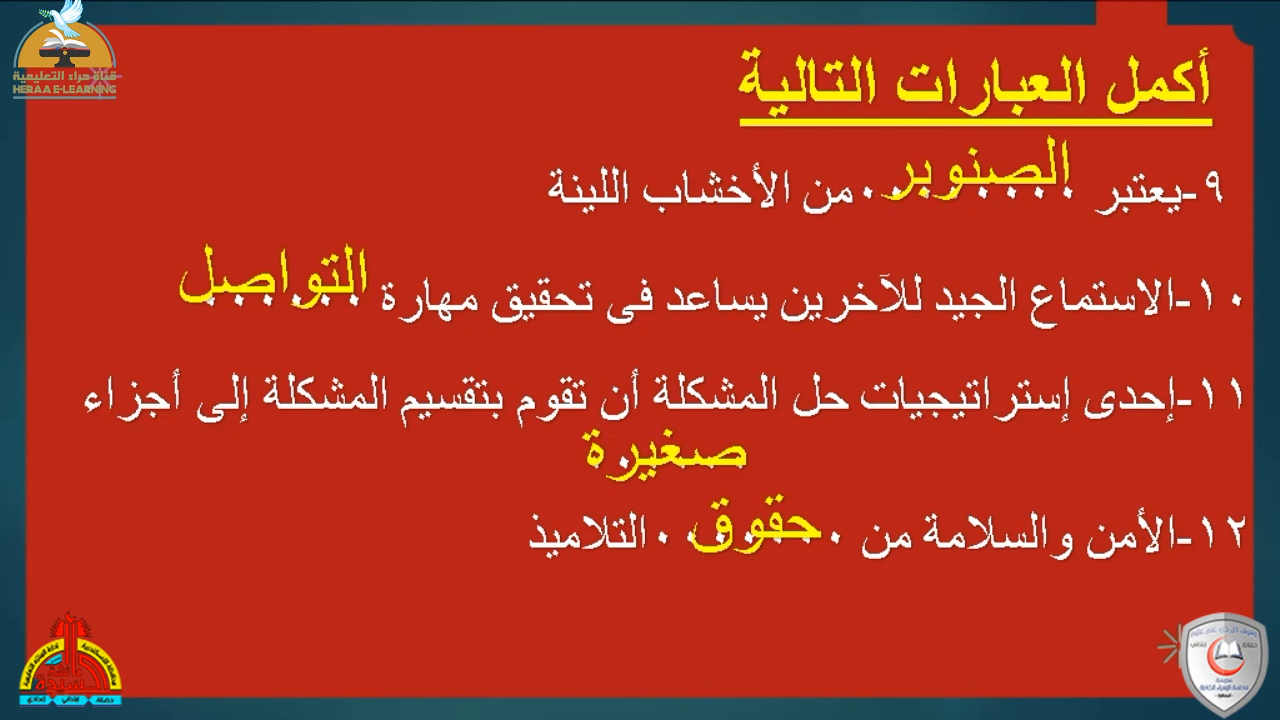 قناة حراء التعليمية
HERAA E-LEARNING
أكمل العبارات التالية
٩-يعتبر الصنوبر من الأخشاب اللينة
١٠-الاستماع الجيد للآخرين يساعد فى تحقيق مهارة التواصل
١١-إحدى إستراتيجيات حل المشكلة أن تقوم بتقسيم المشكلة إلى أجزاء
صغيرة
١٢-الأمن والسلامة من حقوق التلاميذ